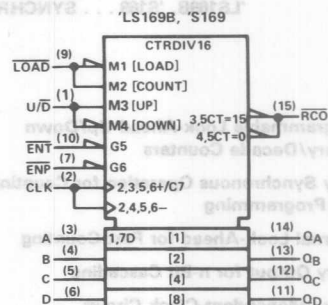 'LS169B, 'S169
CTRDIV16
LOAD (9) M1 [LOAD]
M2 [COUNT]
U/D (1) M3 [UP] 3,5CT=15 (15) RCO
M4 [DOWN] 4,5CT=0
ENT (10) G5
ENP (7) G6
CLK (2) 2,3,5,6+/C7
2,4,5,6−
A (3) 1,7D [1] (14) QA
B (4) [2] (13) QB
C (5) [4] (12) QC
D (6) [8] (11) QD